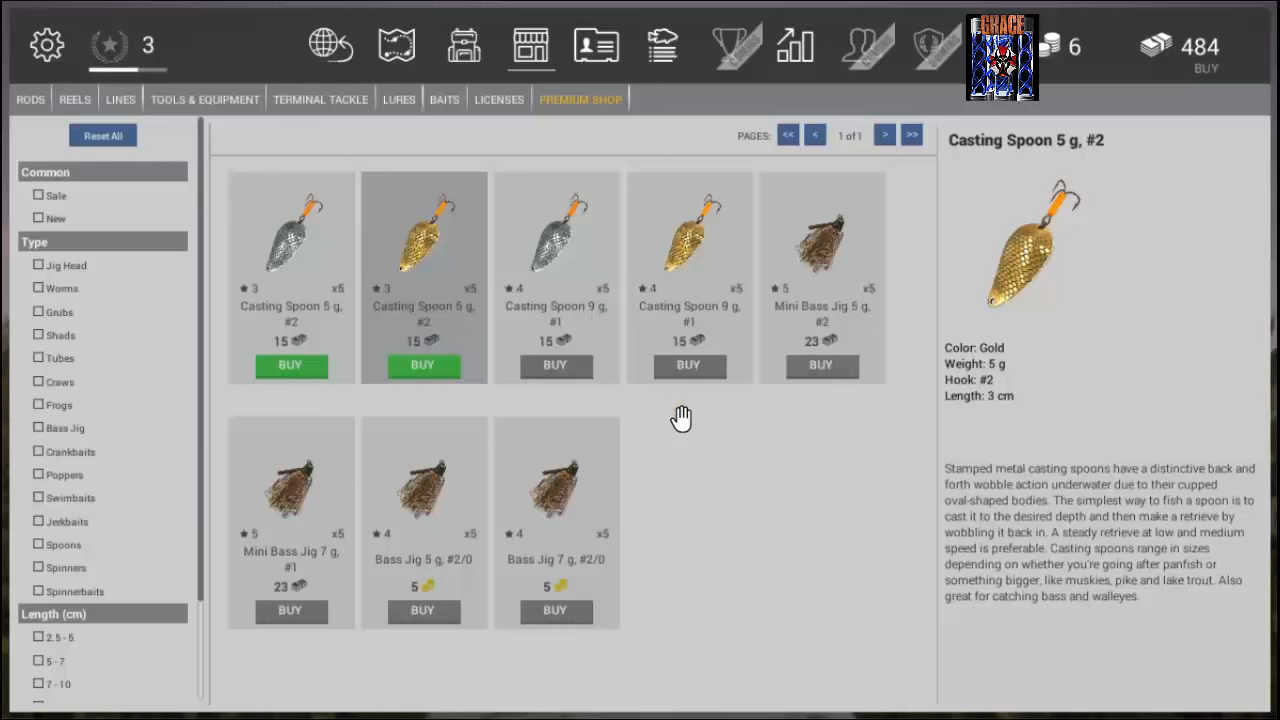 3
GRACE
6
484
BUY
RODS
REELS
LINES
TOOLS & EQUIPMENT
TERMINAL TACKLE
LURES
BAITS
LICENSES
PREMIUM SHOP
Reset All
Common
Sale
New
Type
Jig Head
Worms
Grubs
Shads
Tubes
Craws
Frogs
Bass Jig
Crankbaits
Poppers
Swimbaits
Jerkbaits
Spoons
Spinners
Spinnerbaits
Length (cm)
2.5 - 5
5 - 7
7 - 10
PAGES: << < 1 of 1 > >>
3 x5
Casting Spoon 5 g,
#2
15
BUY
3 x5
Casting Spoon 5 g,
#2
15
BUY
4 x5
Casting Spoon 9 g,
#1
15
BUY
4 x5
Casting Spoon 9 g,
#1
15
BUY
5 x5
Mini Bass Jig 5 g,
#2
23
BUY
5 x5
Mini Bass Jig 7 g,
#1
23
BUY
4 x5
Bass Jig 5 g, #2/0
5
BUY
4 x5
Bass Jig 7 g, #2/0
5
BUY
Casting Spoon 5 g, #2
Color: Gold
Weight: 5 g
Hook: #2
Length: 3 cm
Stamped metal casting spoons have a distinctive back and
forth wobble action underwater due to their cupped
oval-shaped bodies. The simplest way to fish a spoon is to
cast it to the desired depth and then make a retrieve by
wobbling it back in. A steady retrieve at low and medium
speed is preferable. Casting spoons range in sizes
depending on whether you're going after panfish or
something bigger, like muskies, pike and lake trout. Also
great for catching bass and walleyes.